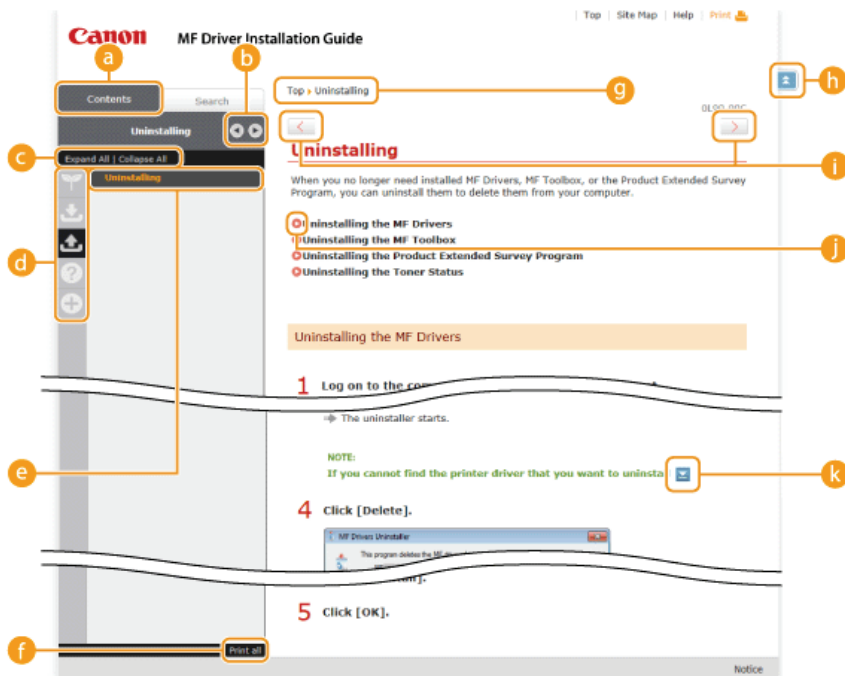 Top | Site Map | Help | Print
Canon MF Driver Installation Guide
a
b
Contents
Search
Top Uninstalling
g
h
Uninstalling
c
Expand All | Collapse All
Uninstalling
Uninstalling
i
When you no longer need installed MF Drivers, MF Toolbox, or the Product Extended Survey
Program, you can uninstall them to delete them from your computer.
d
Uninstalling the MF Drivers
j
Uninstalling the MF Toolbox
Uninstalling the Product Extended Survey Program
Uninstalling the Toner Status
Uninstalling the MF Drivers
1 Log on to the
The uninstaller starts.
NOTE:
If you cannot find the printer driver that you want to
e
k
4 Click [Delete].
MF Drivers Uninstaller
This program deletes the MF
5 Click [OK].
f
Print all
Notice